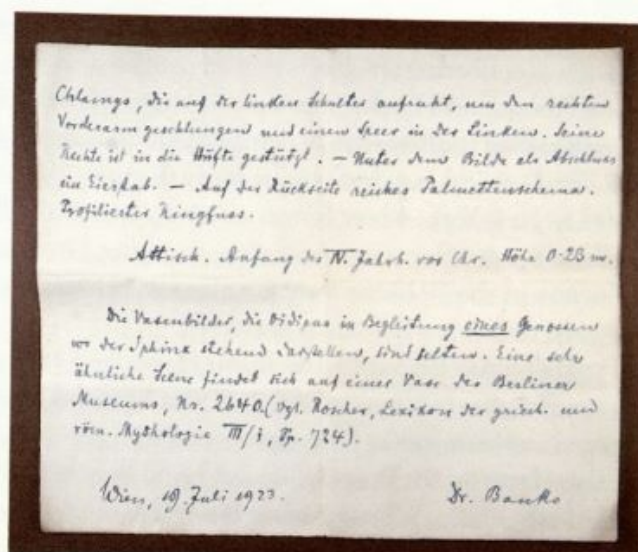 Chlamys, die auf der linken Schulter aufruht, um den rechten
Vorderarm geschlungen und einen Speer in der Linken. Seine
Rechte ist in die Hüfte gestützt. — Unter dem Bilde als Abschluss
ein Eierstab. — Auf der Rückseite reiches Palmettenschema.
Profilierter Ringfuss.
Attisch. Anfang des IV. Jahrh. vor Chr. Höhe 0·23 m.
Die Vasenbilder, die Ödipus in Begleitung eines Genossen
vor der Sphinx stehend darstellen, sind selten. Eine sehr
ähnliche Scene findet sich auf einer Vase des Berliner
Museums, Nr. 2640. (vgl. Roscher, Lexikon der griech. und
röm. Mythologie III/1, Sp. 724).
Wien, 19. Juli 1923. Dr. Banko